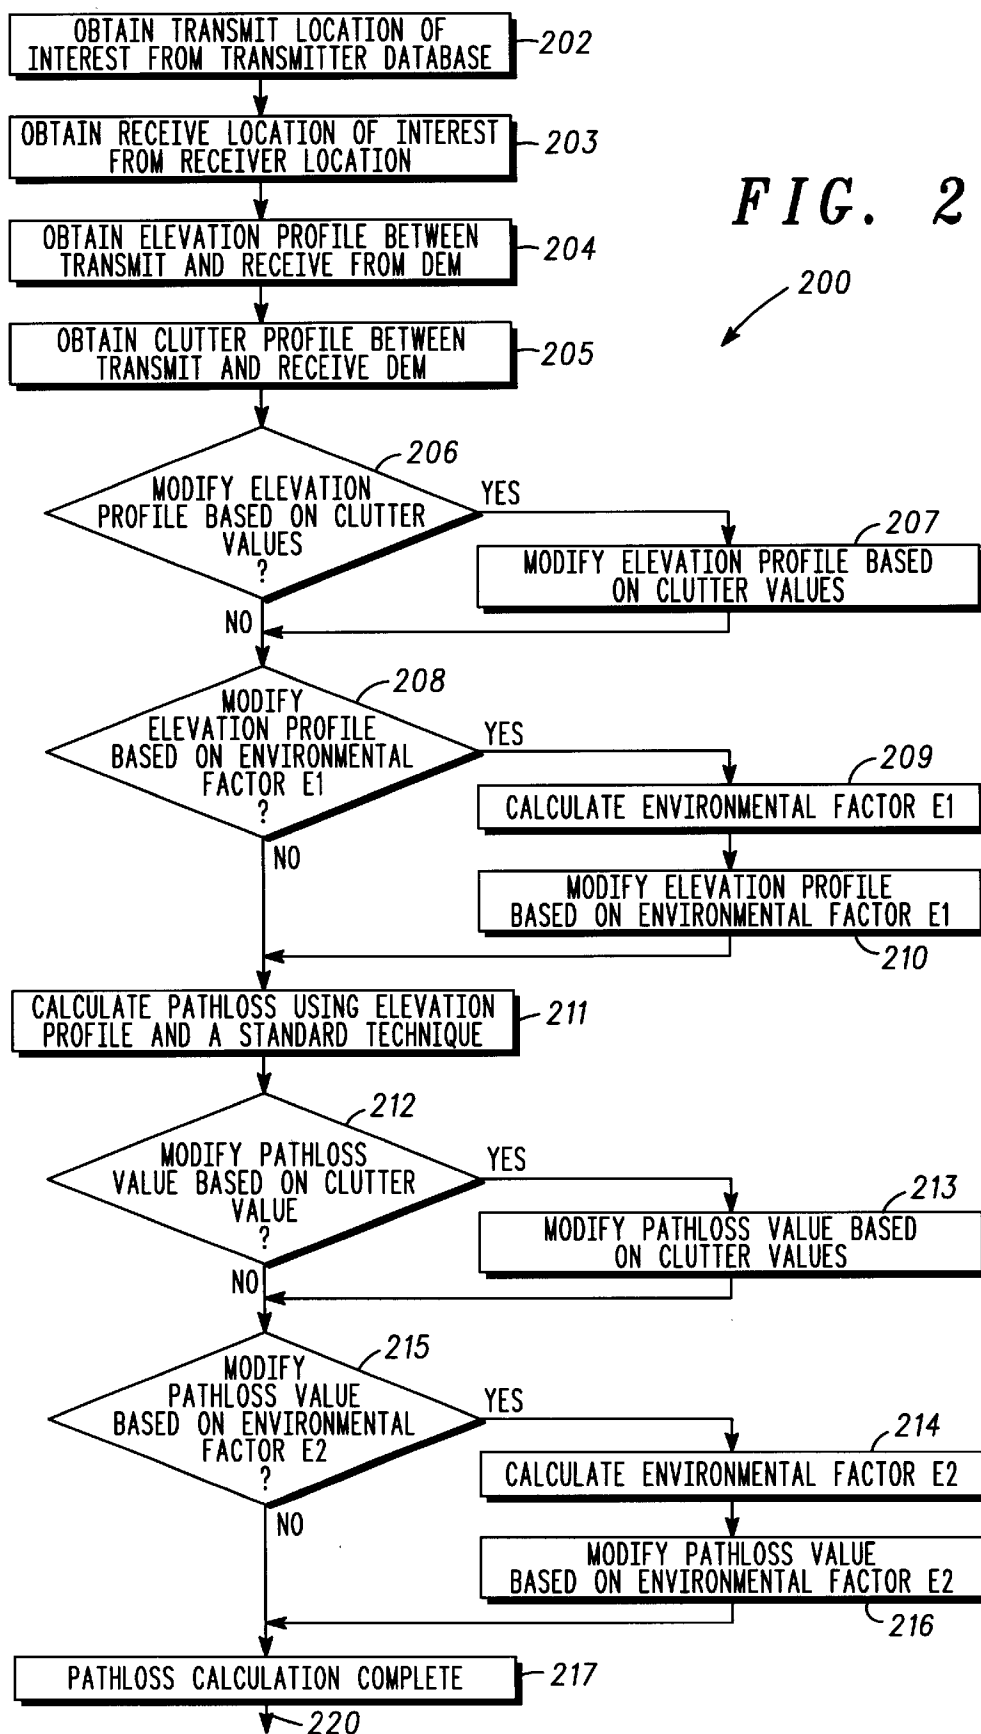 OBTAIN TRANSMIT LOCATION OF
INTEREST FROM TRANSMITTER DATABASE
202
OBTAIN RECEIVE LOCATION OF INTEREST
FROM RECEIVER LOCATION
203
FIG. 2
OBTAIN ELEVATION PROFILE BETWEEN
TRANSMIT AND RECEIVE FROM DEM
204
200
OBTAIN CLUTTER PROFILE BETWEEN
TRANSMIT AND RECEIVE DEM
205
206
MODIFY ELEVATION
PROFILE BASED ON CLUTTER
VALUES
?
YES
NO
207
MODIFY ELEVATION PROFILE BASED
ON CLUTTER VALUES
208
MODIFY
ELEVATION PROFILE
BASED ON ENVIRONMENTAL
FACTOR E1
?
YES
NO
209
CALCULATE ENVIRONMENTAL FACTOR E1
MODIFY ELEVATION PROFILE
BASED ON ENVIRONMENTAL FACTOR E1
210
CALCULATE PATHLOSS USING ELEVATION
PROFILE AND A STANDARD TECHNIQUE
211
212
MODIFY PATHLOSS
VALUE BASED ON CLUTTER
VALUE
?
YES
NO
213
MODIFY PATHLOSS VALUE BASED
ON CLUTTER VALUES
215
MODIFY
PATHLOSS VALUE
BASED ON ENVIRONMENTAL
FACTOR E2
?
YES
NO
214
CALCULATE ENVIRONMENTAL FACTOR E2
MODIFY PATHLOSS VALUE
BASED ON ENVIRONMENTAL FACTOR E2
216
PATHLOSS CALCULATION COMPLETE
217
220